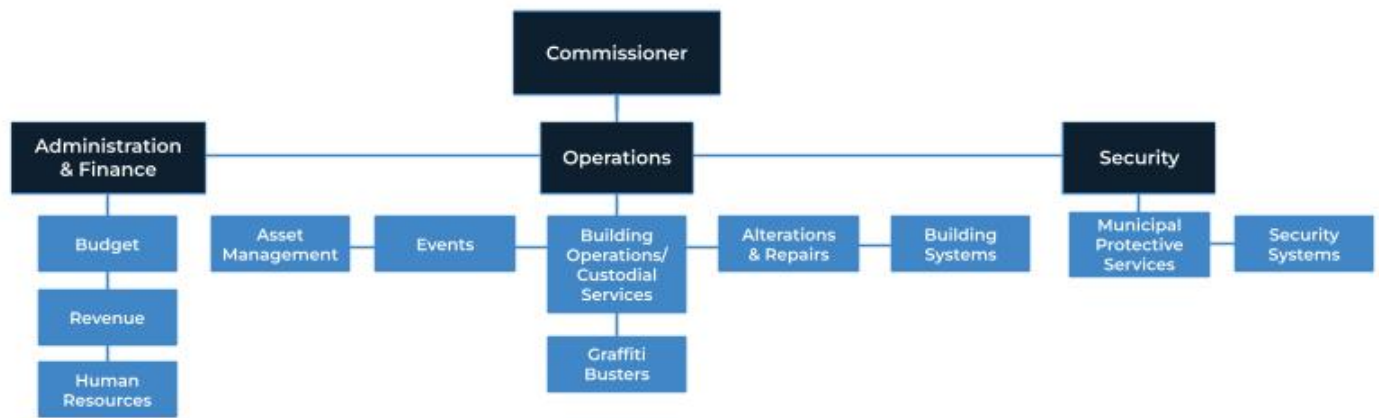 Commissioner
Administration
& Finance
Operations
Security
Budget
Revenue
Human
Resources
Asset
Management
Events
Building
Operations/
Custodial
Services
Graffiti
Busters
Alterations
& Repairs
Building
Systems
Municipal
Protective
Services
Security
Systems